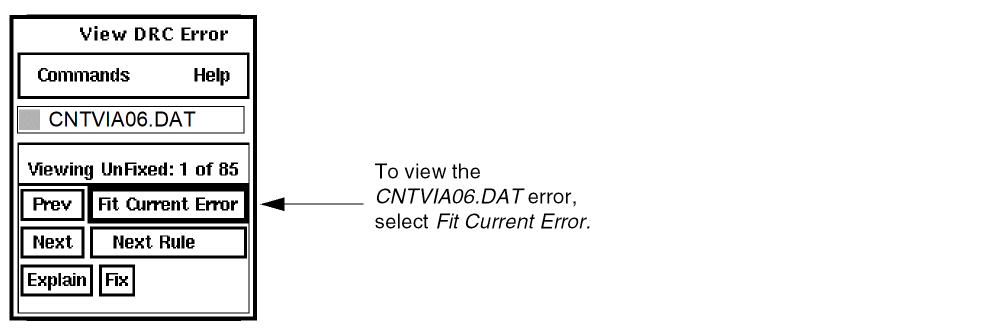 View DRC Error
Commands Help
CNTVIA06.DAT
Viewing UnFixed: 1 of 85
Prev Fit Current Error
Next Next Rule
Explain Fix
To view the
CNTVIA06.DAT error,
select Fit Current Error.